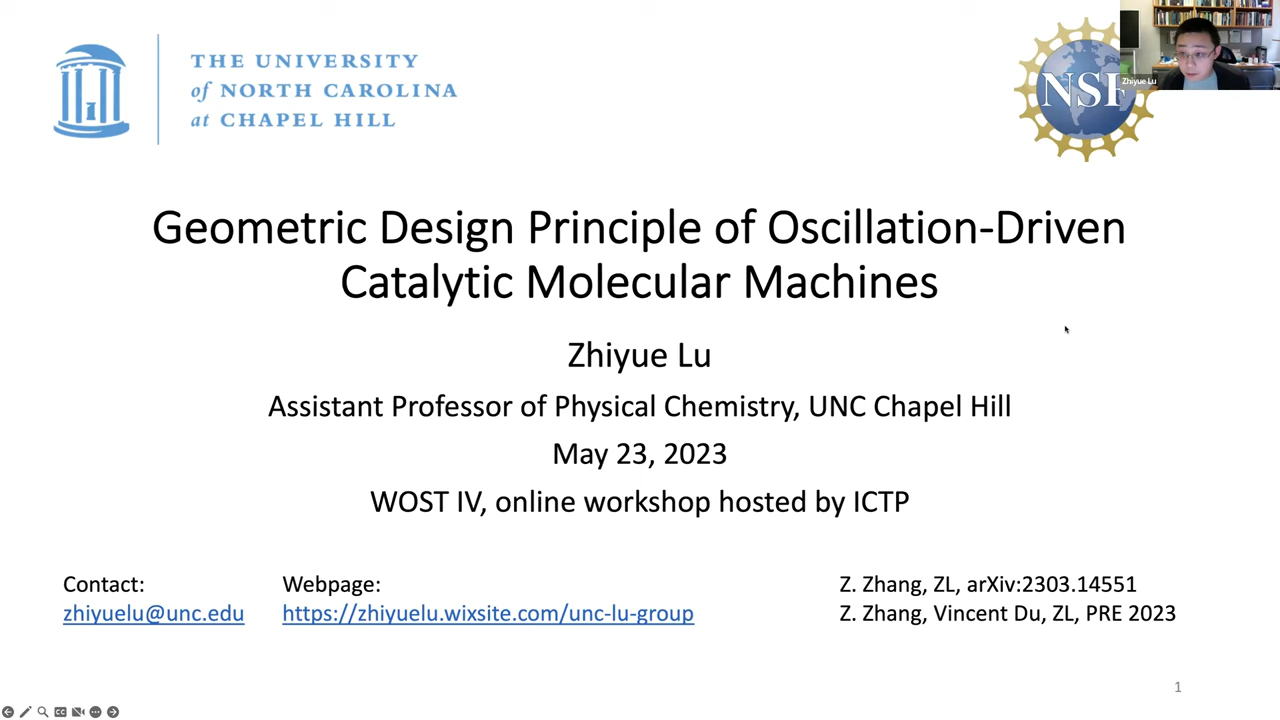 THE UNIVERSITY
of NORTH CAROLINA
at CHAPEL HILL
NSF
Zhiyue Lu
Geometric Design Principle of Oscillation-Driven
Catalytic Molecular Machines
Zhiyue Lu
Assistant Professor of Physical Chemistry, UNC Chapel Hill
May 23, 2023
WOST IV, online workshop hosted by ICTP
Contact:
zhiyuelu@unc.edu
Webpage:
https://zhiyuelu.wixsite.com/unc-lu-group
Z. Zhang, ZL, arXiv:2303.14551
Z. Zhang, Vincent Du, ZL, PRE 2023
1
CC